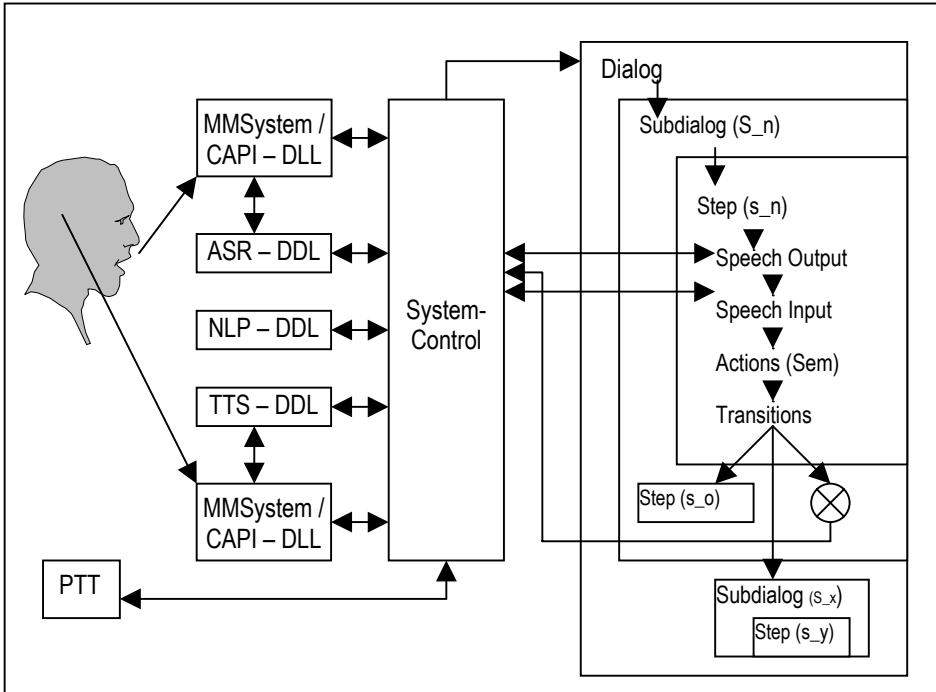 MMSystem /
CAPI – DLL
ASR – DDL
NLP – DDL
TTS – DDL
MMSystem /
CAPI – DLL
PTT
System-
Control
Dialog
Subdialog (S_n)
Step (s_n)
Speech Output
Speech Input
Actions (Sem)
Transitions
Step (s_o)
Subdialog (S_x)
Step (s_y)